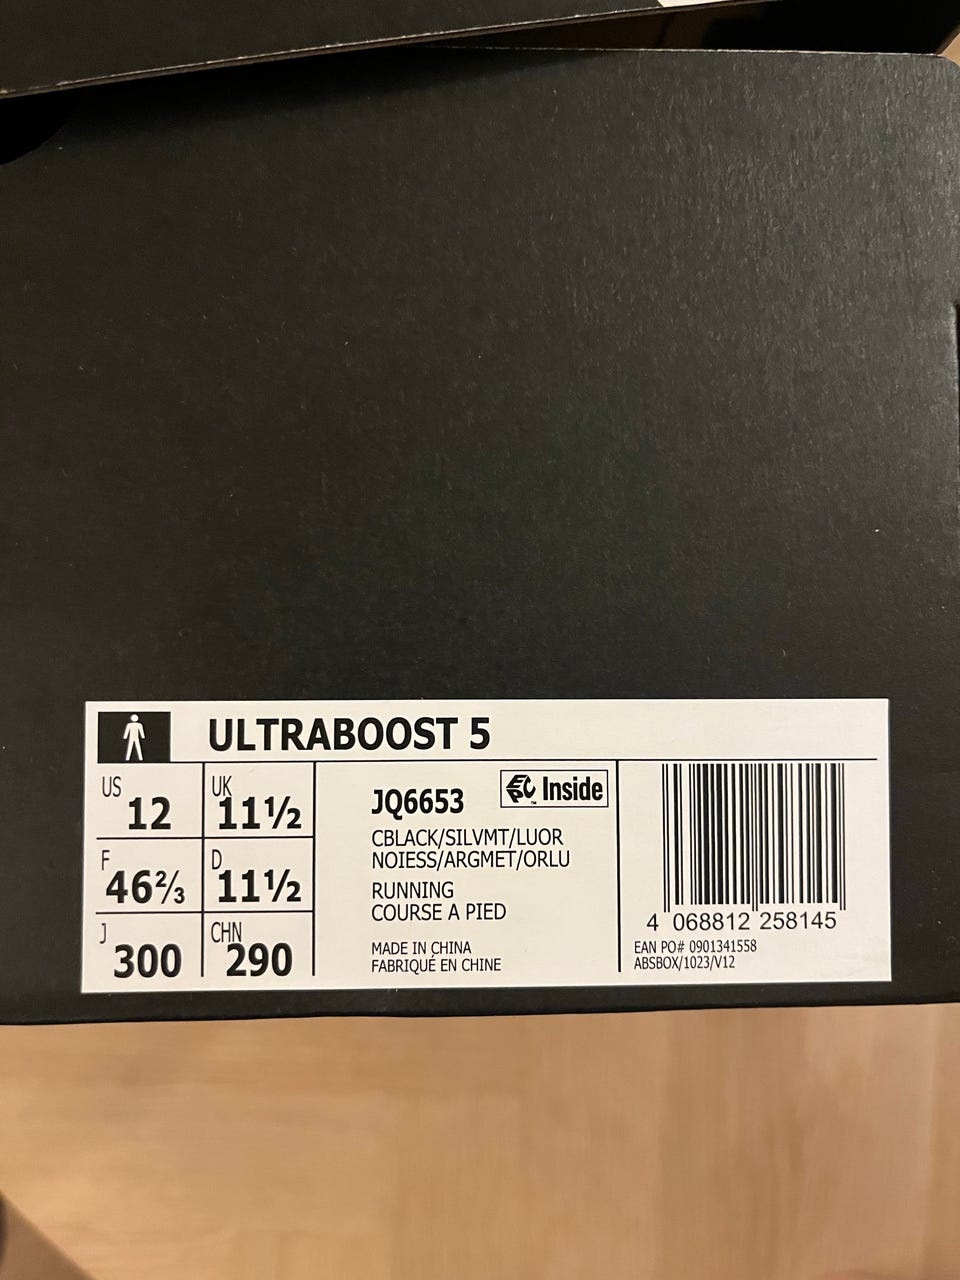 ULTRABOOST 5
US 12
UK 11½
F 46⅔
D 11½
J 300
CHN 290
JQ6653
EPC Inside
TM
CBLACK/SILVMT/LUOR
NOIESS/ARGMET/ORLU
RUNNING
COURSE A PIED
MADE IN CHINA
FABRIQUÉ EN CHINE
4 068812 258145
EAN PO# 0901341558
ABSBOX/1023/V12